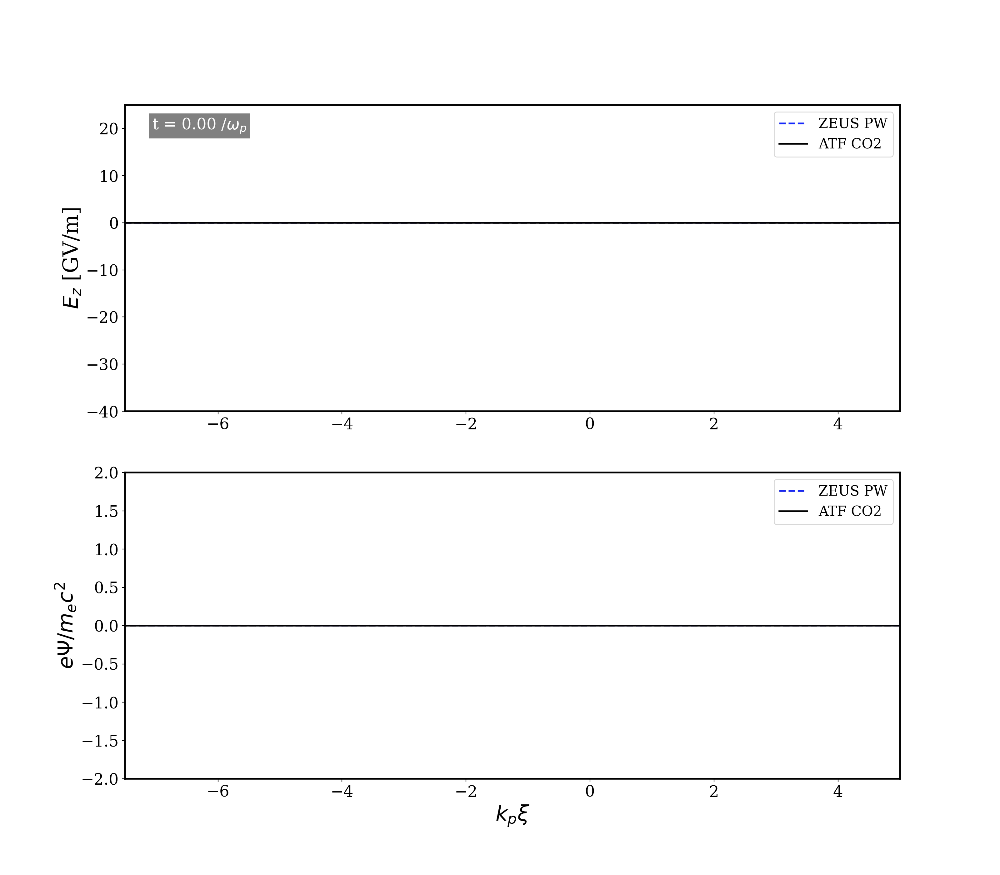 t = 0.00 /ωp
ZEUS PW
ATF CO2
20
10
0
−10
−20
−30
−40
Ez [GV/m]
−6 −4 −2 0 2 4
ZEUS PW
ATF CO2
2.0
1.5
1.0
0.5
0.0
−0.5
−1.0
−1.5
−2.0
eΨ/mec²
−6 −4 −2 0 2 4
kpξ